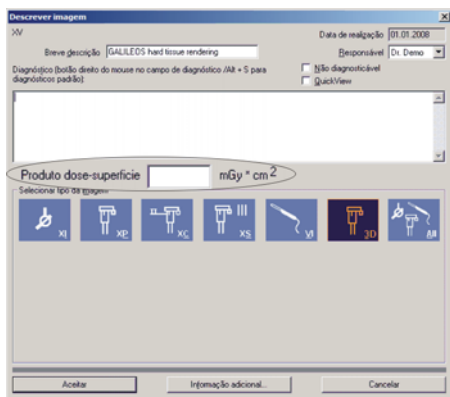 Descrever imagem
XV
Data de realização 01.01.2008
Breve descrição GALILEOS hard tissue rendering
Responsável Dr. Demo
Diagnóstico (botão direito do mouse no campo de diagnóstico /Alt + S para
diagnósticos padrão):
Não diagnosticável
QuickView
Produto dose-superfície mGy * cm2
Selecionar tipo da imagem
XI XP XC XS VI 3D All
Aceitar Informação adicional... Cancelar